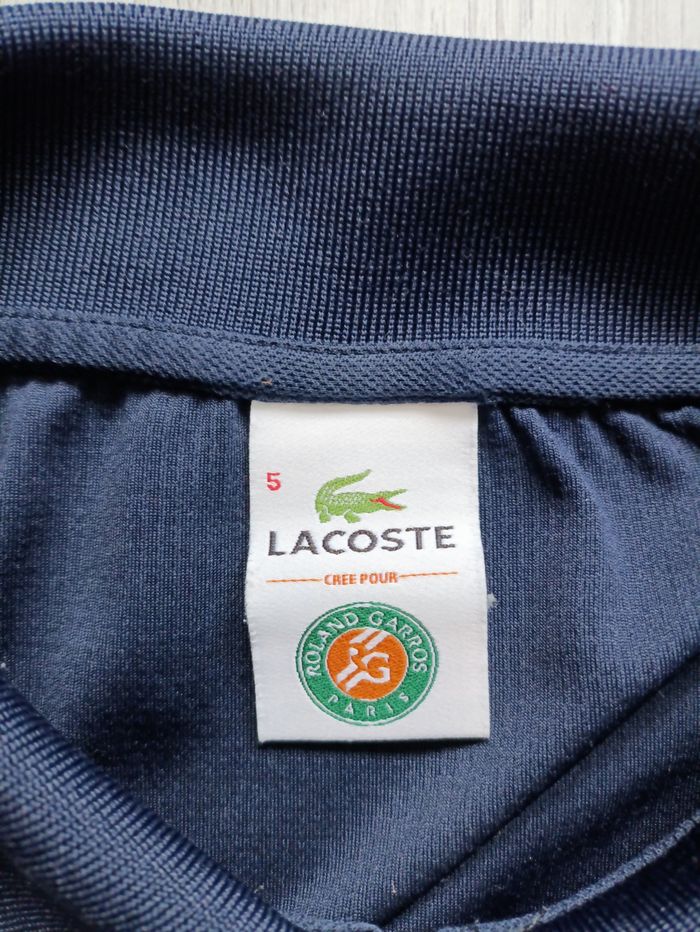 5
LACOSTE
CREE POUR
ROLAND GARROS
RG
PARIS